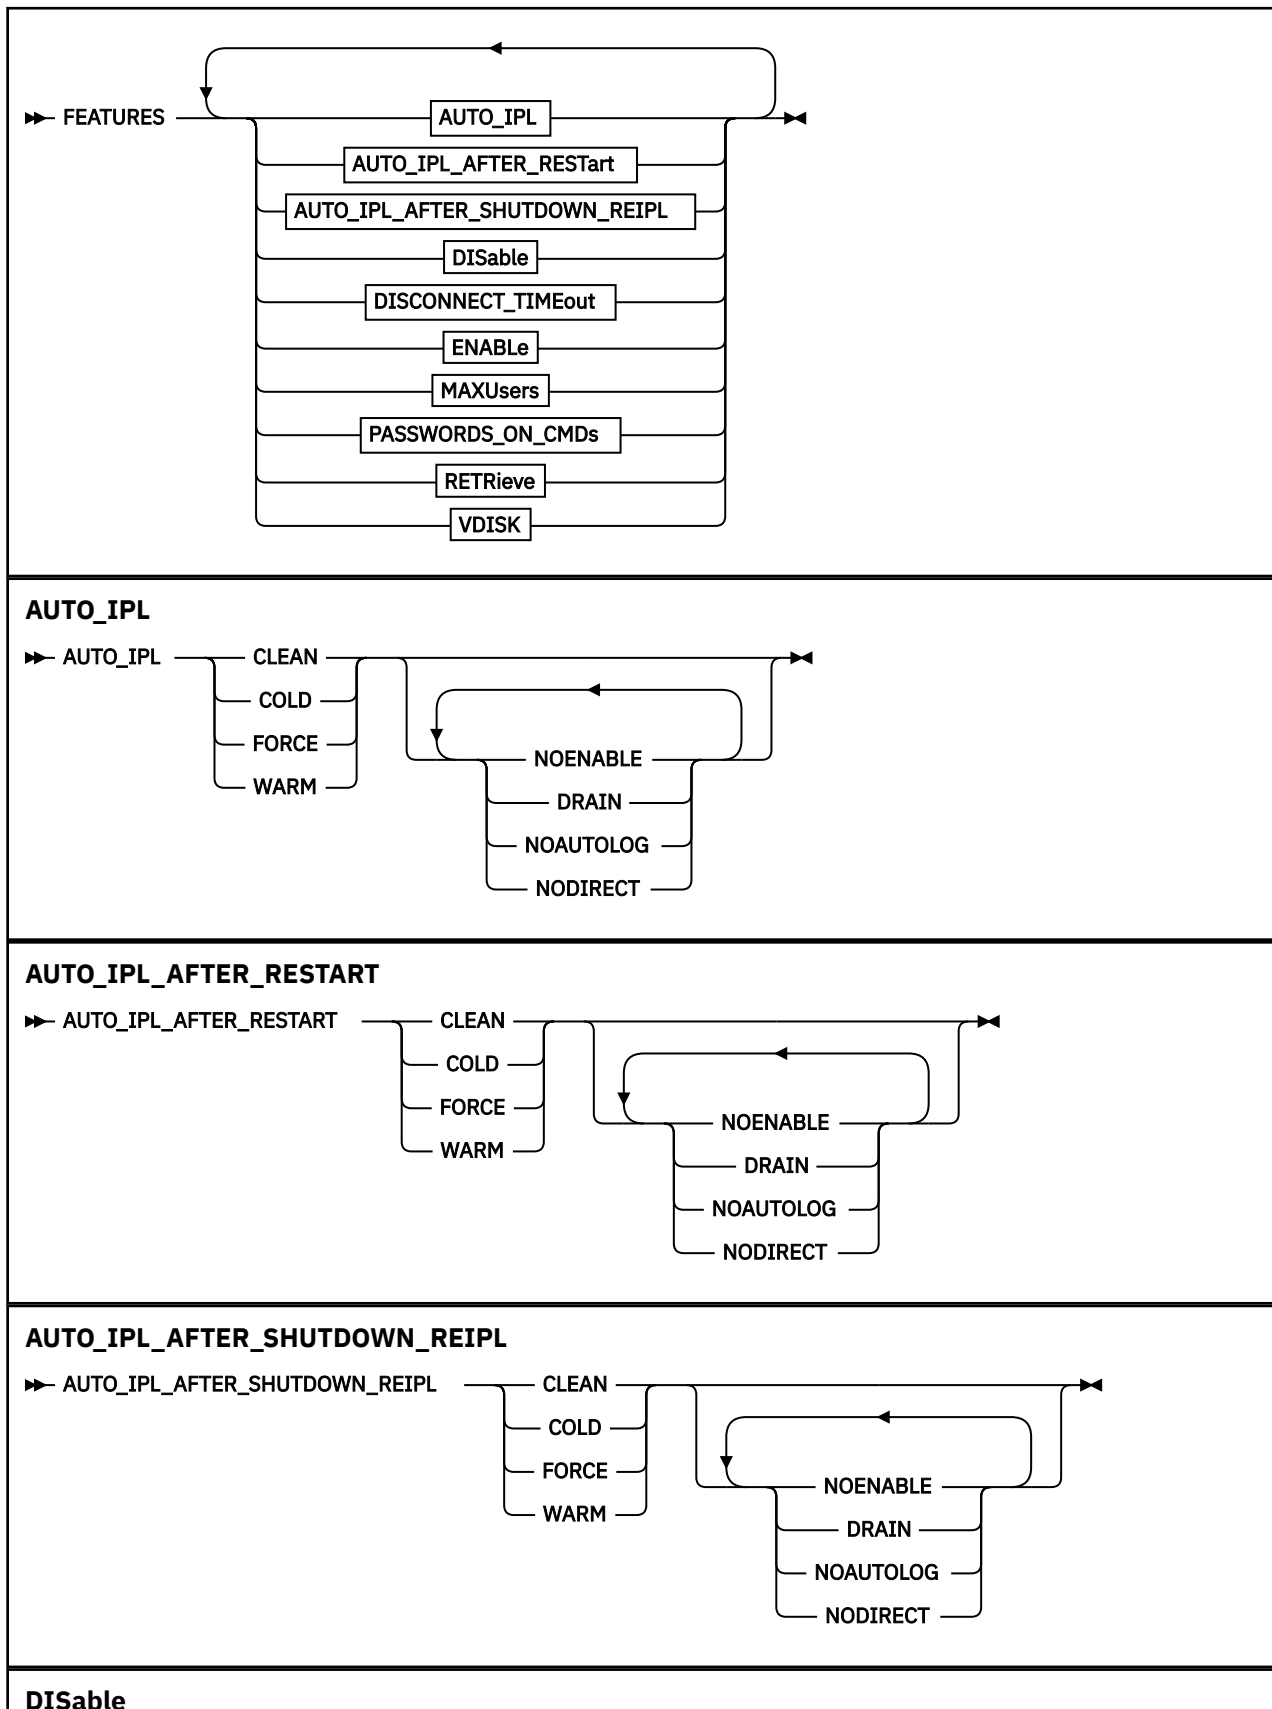 FEATURES AUTO_IPL
AUTO_IPL_AFTER_RESTart
AUTO_IPL_AFTER_SHUTDOWN_REIPL
DISable
DISCONNECT_TIMEout
ENABLe
MAXUsers
PASSWORDS_ON_CMDs
RETRieve
VDISK
AUTO_IPL
AUTO_IPL CLEAN
COLD
FORCE
WARM
NOENABLE
DRAIN
NOAUTOLOG
NODIRECT
AUTO_IPL_AFTER_RESTART
AUTO_IPL_AFTER_RESTART CLEAN
COLD
FORCE
WARM
NOENABLE
DRAIN
NOAUTOLOG
NODIRECT
AUTO_IPL_AFTER_SHUTDOWN_REIPL
AUTO_IPL_AFTER_SHUTDOWN_REIPL CLEAN
COLD
FORCE
WARM
NOENABLE
DRAIN
NOAUTOLOG
NODIRECT
DISable